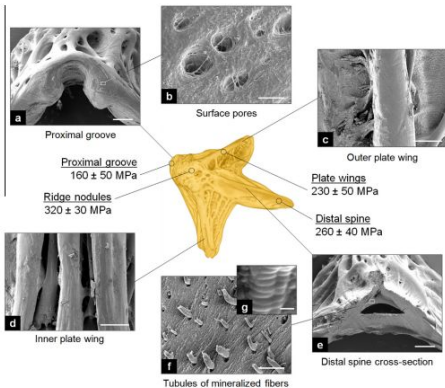 a
Proximal groove
b
Surface pores
c
Outer plate wing
Proximal groove
160 ± 50 MPa
Ridge nodules
320 ± 30 MPa
Plate wings
230 ± 50 MPa
Distal spine
260 ± 40 MPa
d
Inner plate wing
g
f
Tubules of mineralized fibers
e
Distal spine cross-section